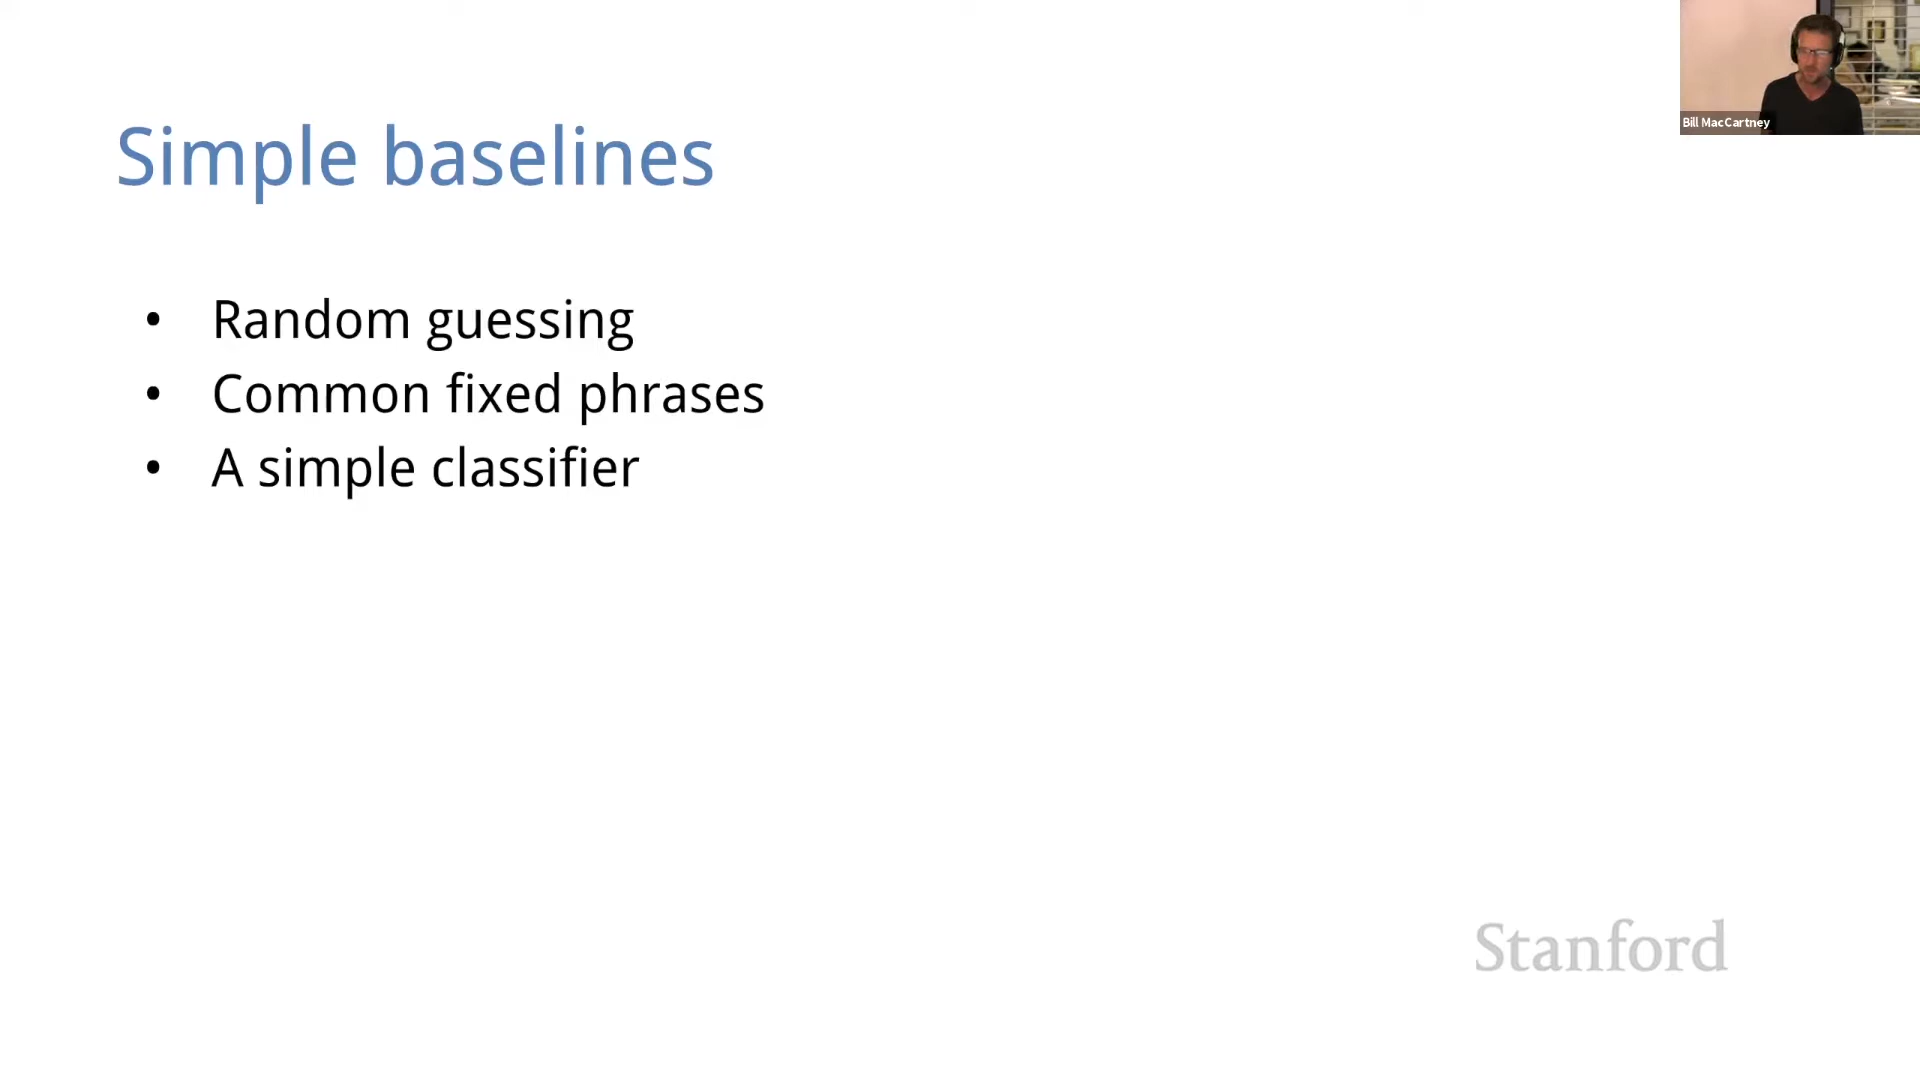 Bill MacCartney
Simple baselines
• Random guessing
• Common fixed phrases
• A simple classifier
Stanford